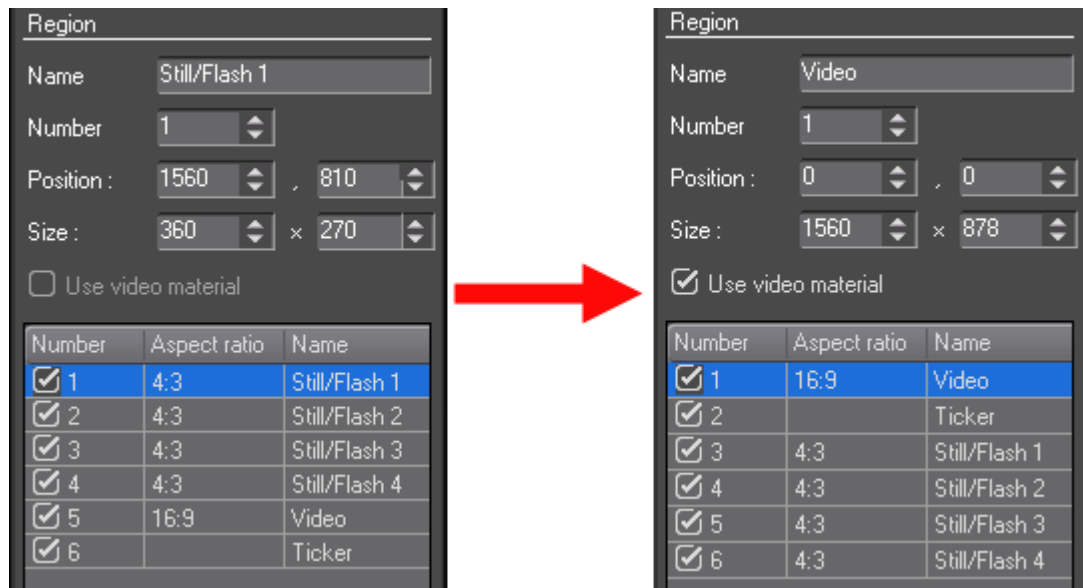 Region
Name Still/Flash 1
Number 1
Position : 1560 , 810
Size : 360 × 270
Use video material
Number Aspect ratio Name
1 4:3 Still/Flash 1
2 4:3 Still/Flash 2
3 4:3 Still/Flash 3
4 4:3 Still/Flash 4
5 16:9 Video
6 Ticker
Region
Name Video
Number 1
Position : 0 , 0
Size : 1560 × 878
Use video material
Number Aspect ratio Name
1 16:9 Video
2 Ticker
3 4:3 Still/Flash 1
4 4:3 Still/Flash 2
5 4:3 Still/Flash 3
6 4:3 Still/Flash 4